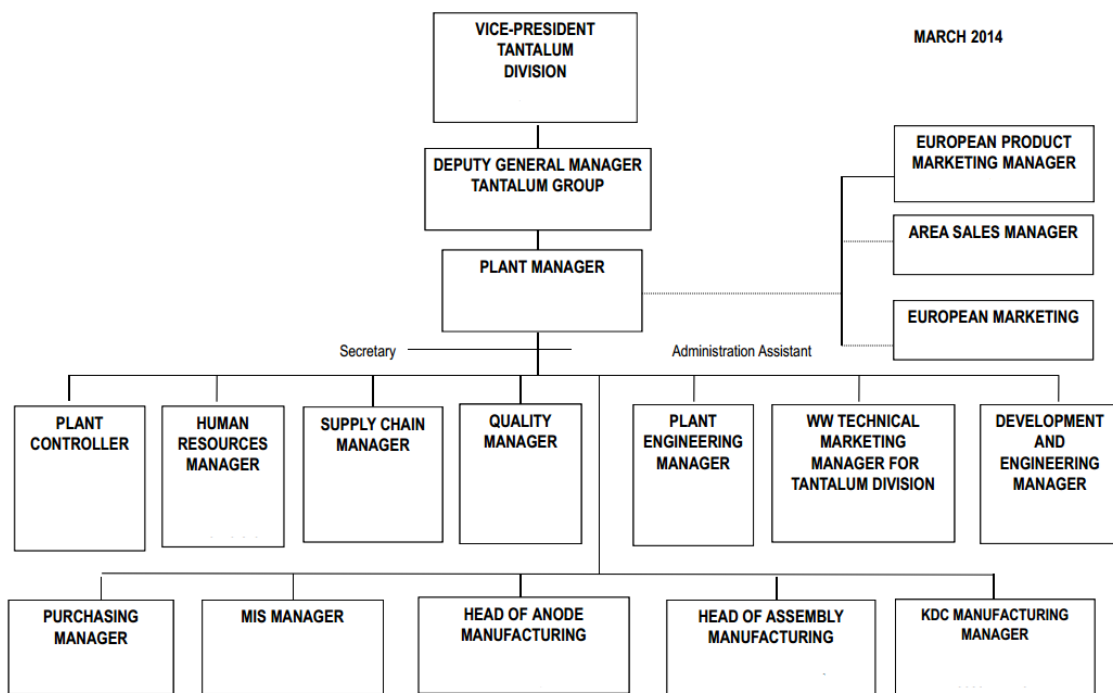 VICE-PRESIDENT
TANTALUM
DIVISION
MARCH 2014
DEPUTY GENERAL MANAGER
TANTALUM GROUP
EUROPEAN PRODUCT
MARKETING MANAGER
AREA SALES MANAGER
PLANT MANAGER
EUROPEAN MARKETING
Secretary
Administration Assistant
PLANT
CONTROLLER
HUMAN
RESOURCES
MANAGER
SUPPLY CHAIN
MANAGER
QUALITY
MANAGER
PLANT
ENGINEERING
MANAGER
WW TECHNICAL
MARKETING
MANAGER FOR
TANTALUM DIVISION
DEVELOPMENT
AND
ENGINEERING
MANAGER
PURCHASING
MANAGER
MIS MANAGER
HEAD OF ANODE
MANUFACTURING
HEAD OF ASSEMBLY
MANUFACTURING
KDC MANUFACTURING
MANAGER